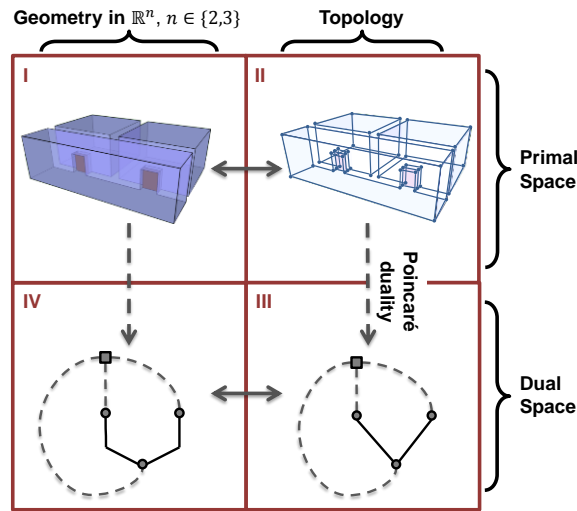 Geometry in ℝⁿ, n ∈ {2,3}
Topology
I
II
Primal
Space
Poincaré
duality
IV
III
Dual
Space